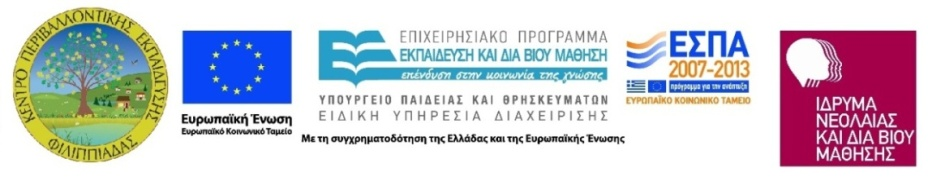 ΚΕΝΤΡΟ ΠΕΡΙΒΑΛΛΟΝΤΙΚΗΣ ΕΚΠΑΙΔΕΥΣΗΣ
ΦΙΛΙΠΠΙΑΔΑΣ
Ευρωπαϊκή Ένωση
Ευρωπαϊκό Κοινωνικό Ταμείο
ΕΠΙΧΕΙΡΗΣΙΑΚΟ ΠΡΟΓΡΑΜΜΑ
ΕΚΠΑΙΔΕΥΣΗ ΚΑΙ ΔΙΑ ΒΙΟΥ ΜΑΘΗΣΗ
επένδυση στην κοινωνία της γνώσης
ΥΠΟΥΡΓΕΙΟ ΠΑΙΔΕΙΑΣ ΚΑΙ ΘΡΗΣΚΕΥΜΑΤΩΝ
ΕΙΔΙΚΗ ΥΠΗΡΕΣΙΑ ΔΙΑΧΕΙΡΙΣΗΣ
Με τη συγχρηματοδότηση της Ελλάδας και της Ευρωπαϊκής Ένωσης
ΕΣΠΑ
2007-2013
πρόγραμμα για την ανάπτυξη
ΕΥΡΩΠΑΪΚΟ ΚΟΙΝΩΝΙΚΟ ΤΑΜΕΙΟ
ΙΔΡΥΜΑ
ΝΕΟΛΑΙΑΣ
ΚΑΙ ΔΙΑ ΒΙΟΥ
ΜΑΘΗΣΗΣ